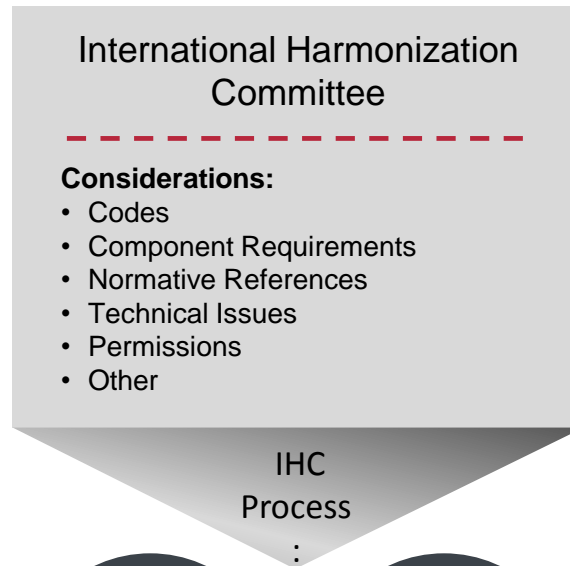 International Harmonization
Committee
Considerations:
• Codes
• Component Requirements
• Normative References
• Technical Issues
• Permissions
• Other
IHC
Process
: